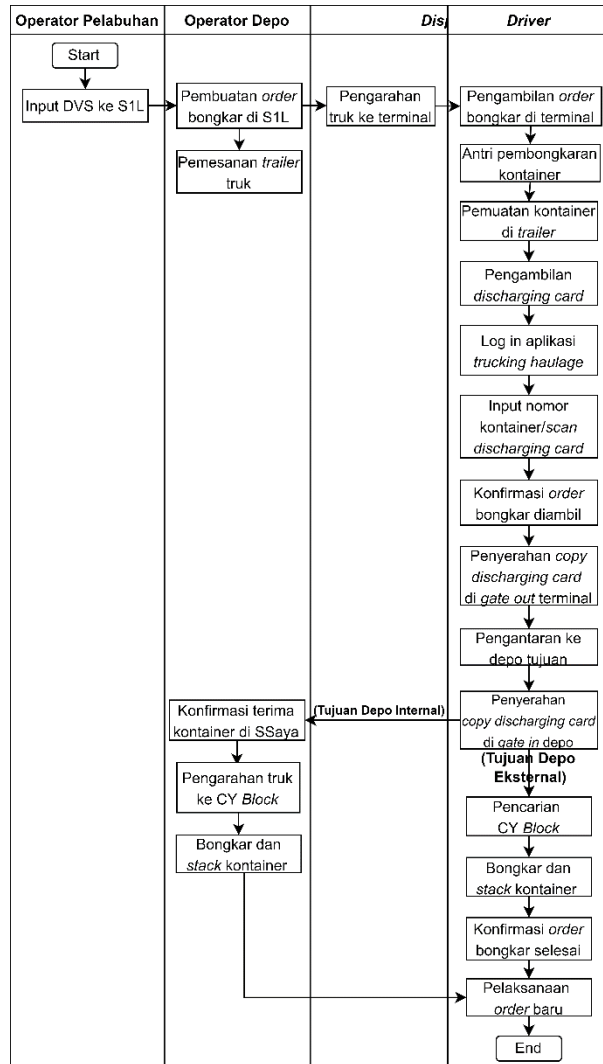 Operator Pelabuhan
Operator Depo
Driver
Start
Input DVS ke S1L
Pembuatan order
bongkar di S1L
Pemesanan trailer
truk
Pengarahan
truk ke terminal
Pengambilan order
bongkar di terminal
Antri pembongkaran
kontainer
Pemuatan kontainer
di trailer
Pengambilan
discharging card
Log in aplikasi
trucking haulage
Input nomor
kontainer/scan
discharging card
Konfirmasi order
bongkar diambil
Penyerahan copy
discharging card
di gate out terminal
Pengantaran ke
depo tujuan
Penyerahan
copy discharging card
di gate in depo
(Tujuan Depo Internal)
(Tujuan Depo
Eksternal)
Konfirmasi terima
kontainer di SSaya
Pengarahan truk
ke CY Block
Bongkar dan
stack kontainer
Pencarian
CY Block
Bongkar dan
stack kontainer
Konfirmasi order
bongkar selesai
Pelaksanaan
order baru
End